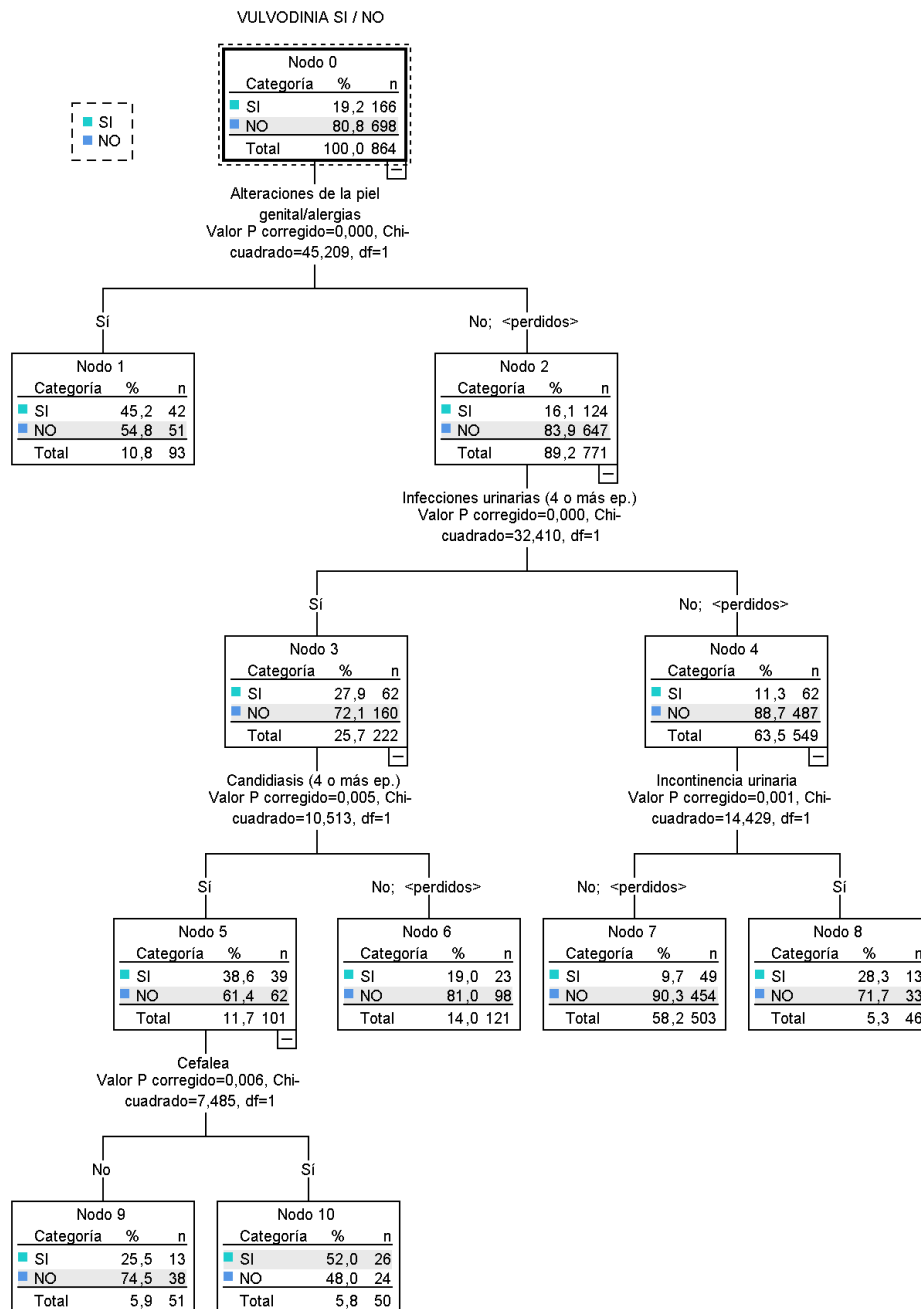 VULVODINIA SI / NO
SI
NO
Nodo 0
Categoría % n
SI 19,2 166
NO 80,8 698
Total 100,0 864
Alteraciones de la piel
genital/alergias
Valor P corregido=0,000, Chi-
cuadrado=45,209, df=1
Sí
No; <perdidos>
Nodo 1
Categoría % n
SI 45,2 42
NO 54,8 51
Total 10,8 93
Nodo 2
Categoría % n
SI 16,1 124
NO 83,9 647
Total 89,2 771
Infecciones urinarias (4 o más ep.)
Valor P corregido=0,000, Chi-
cuadrado=32,410, df=1
Sí
No; <perdidos>
Nodo 3
Categoría % n
SI 27,9 62
NO 72,1 160
Total 25,7 222
Nodo 4
Categoría % n
SI 11,3 62
NO 88,7 487
Total 63,5 549
Candidiasis (4 o más ep.)
Valor P corregido=0,005, Chi-
cuadrado=10,513, df=1
Incontinencia urinaria
Valor P corregido=0,001, Chi-
cuadrado=14,429, df=1
Sí
No; <perdidos>
No; <perdidos>
Sí
Nodo 5
Categoría % n
SI 38,6 39
NO 61,4 62
Total 11,7 101
Nodo 6
Categoría % n
SI 19,0 23
NO 81,0 98
Total 14,0 121
Nodo 7
Categoría % n
SI 9,7 49
NO 90,3 454
Total 58,2 503
Nodo 8
Categoría % n
SI 28,3 13
NO 71,7 33
Total 5,3 46
Cefalea
Valor P corregido=0,006, Chi-
cuadrado=7,485, df=1
No
Sí
Nodo 9
Categoría % n
SI 25,5 13
NO 74,5 38
Total 5,9 51
Nodo 10
Categoría % n
SI 52,0 26
NO 48,0 24
Total 5,8 50